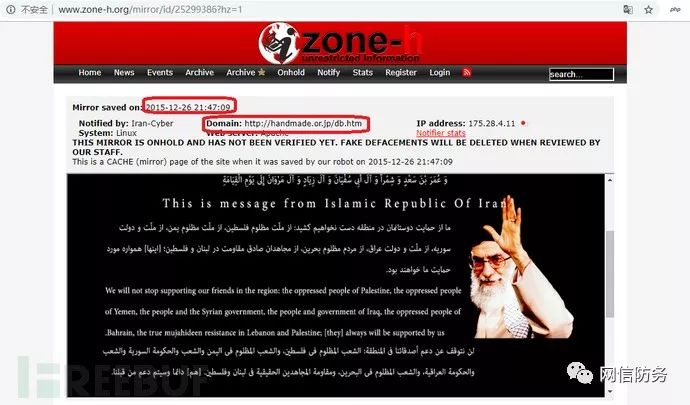 不安全 | www.zone-h.org/mirror/id/25299386?hz=1
php
zone-h
unrestricted information
Home News Events Archive Archive Onhold Notify Stats Register Login search...
Mirror saved on: 2015-12-26 21:47:09
Notified by: Iran-Cyber Domain: http://handmade.or.jp/db.htm IP address: 175.28.4.11
System: Linux Web server: Apache Notifier stats
THIS MIRROR IS ONHOLD AND HAS NOT BEEN VERIFIED YET. FAKE DEFACEMENTS WILL BE DELETED WHEN REVIEWED BY
OUR STAFF.
This is a CACHE (mirror) page of the site when it was saved by our robot on 2015-12-26 21:47:09
وَ عُمَرَ بْنَ سَعْدٍ وَ شِمْراً وَ آلَ أَبِي سُفْيَانَ وَ آلَ زِيَادٍ وَ آلَ مَرْوَانَ إِلَى يَوْمِ الْقِيَامَةِ
This is message from Islamic Republic Of Iran
ما از حمایت دوستانمان در منطقه دست نخواهیم کشید: از ملّت مظلوم فلسطین، از ملّت مظلوم یمن، از ملّت و دولت
سوریه، از ملّت و دولت عراق، از مردم مظلوم بحرین، از مجاهدان صادق مقاومت در لبنان و فلسطین؛ [اینها] همواره مورد
حمایت ما خواهند بود.
We will not stop supporting our friends in the region: the oppressed people of Palestine, the oppressed people
of Yemen, the people and the Syrian government, the people and government of Iraq, the oppressed people of
.Bahrain, the true mujahideen resistance in Lebanon and Palestine; [they] always will be supported by us
لن نتوقف عن دعم أصدقائنا في المنطقة: الشعب المظلوم في فلسطين، والشعب المظلوم في اليمن والشعب والحكومة السورية والشعب
والحكومة العراقية، والشعب المظلوم في البحرين، ومقاومة المجاهدين الحقيقية في لبنان وفلسطين. [هم] دائما وسيتم دعم من قبلنا.
FREEBUF
网信防务